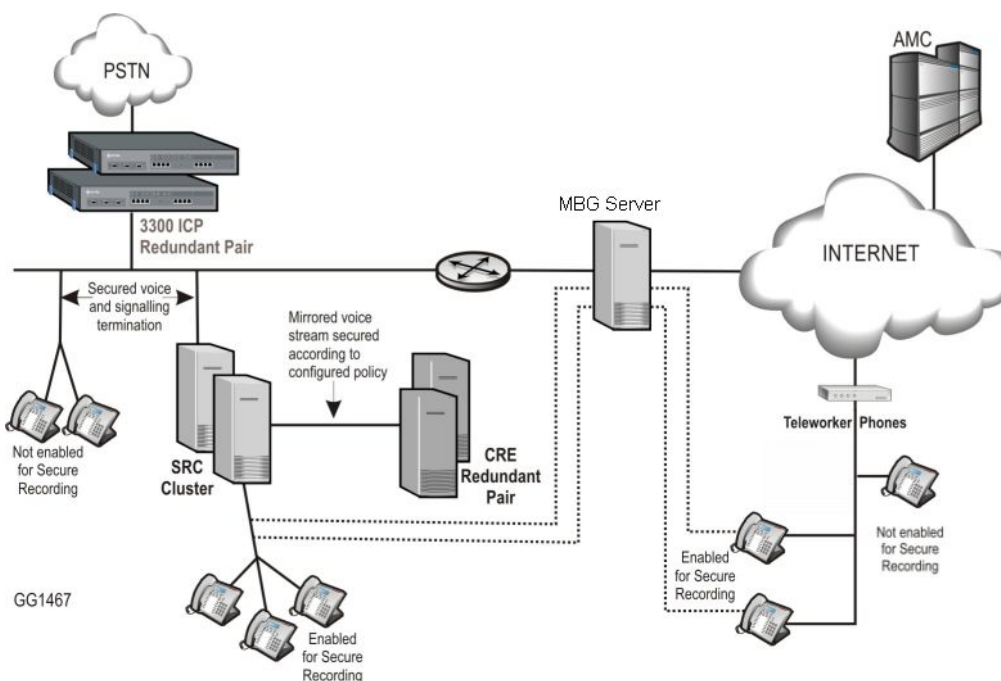 PSTN
AMC
3300 ICP
Redundant Pair
MBG Server
INTERNET
Secured voice
and signalling
termination
Mirrored voice
stream secured
according to
configured policy
Teleworker Phones
Not enabled
for Secure
Recording
SRC
Cluster
CRE
Redundant
Pair
Not enabled
for Secure
Recording
Enabled
for Secure
Recording
GG1467
Enabled
for Secure
Recording